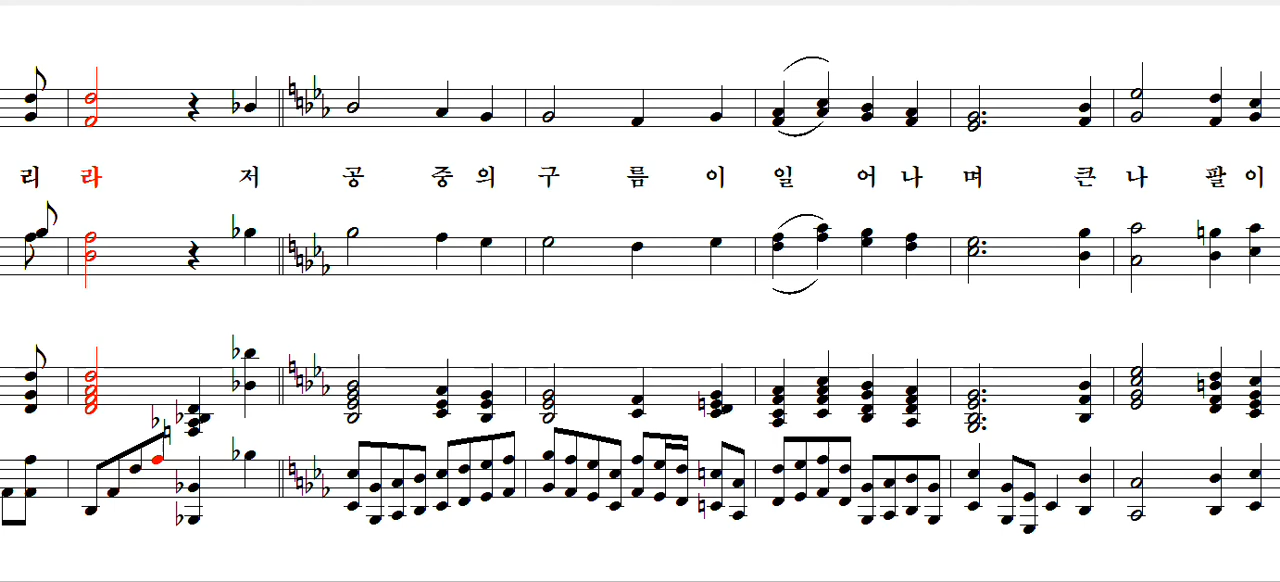 리 라 저 공 중 의 구 름 이 일 어 나 며 큰 나 팔 이